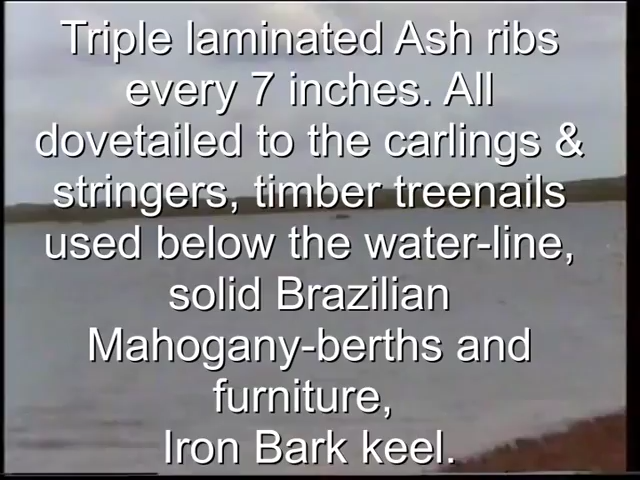 Triple laminated Ash ribs
every 7 inches. All
dovetailed to the carlings &
stringers, timber treenails
used below the water-line,
solid Brazilian
Mahogany-berths and
furniture,
Iron Bark keel.